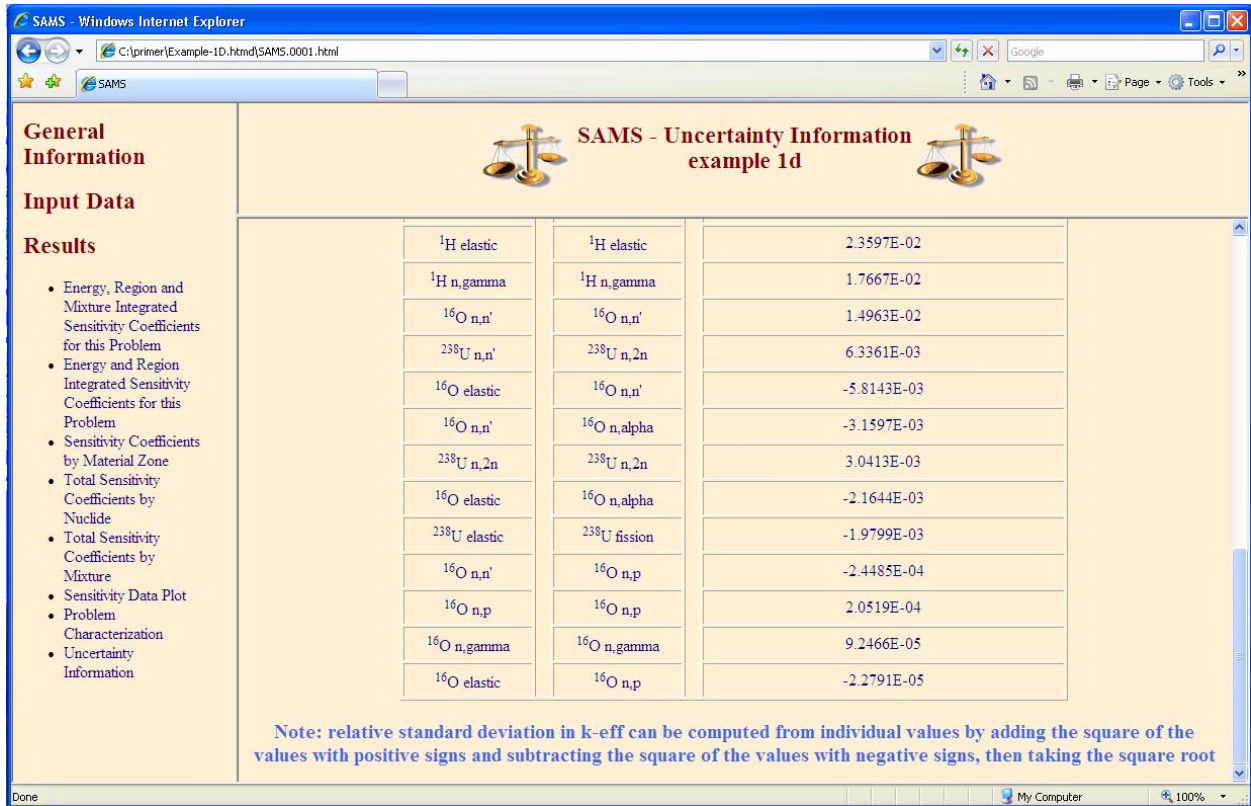 SAMS - Windows Internet Explorer
C:\primer\Example-1D.htmd\SAMS.0001.html
Google
SAMS
Page
Tools
General
Information
Input Data
Results
• Energy, Region and
Mixture Integrated
Sensitivity Coefficients
for this Problem
• Energy and Region
Integrated Sensitivity
Coefficients for this
Problem
• Sensitivity Coefficients
by Material Zone
• Total Sensitivity
Coefficients by
Nuclide
• Total Sensitivity
Coefficients by
Mixture
• Sensitivity Data Plot
• Problem
Characterization
• Uncertainty
Information
SAMS - Uncertainty Information
example 1d
¹H elastic ¹H elastic 2.3597E-02
¹H n,gamma ¹H n,gamma 1.7667E-02
¹⁶O n,n' ¹⁶O n,n' 1.4963E-02
²³⁸U n,n' ²³⁸U n,2n 6.3361E-03
¹⁶O elastic ¹⁶O n,n' -5.8143E-03
¹⁶O n,n' ¹⁶O n,alpha -3.1597E-03
²³⁸U n,2n ²³⁸U n,2n 3.0413E-03
¹⁶O elastic ¹⁶O n,alpha -2.1644E-03
²³⁸U elastic ²³⁸U fission -1.9799E-03
¹⁶O n,n' ¹⁶O n,p -2.4485E-04
¹⁶O n,p ¹⁶O n,p 2.0519E-04
¹⁶O n,gamma ¹⁶O n,gamma 9.2466E-05
¹⁶O elastic ¹⁶O n,p -2.2791E-05
Note: relative standard deviation in k-eff can be computed from individual values by adding the square of the
values with positive signs and subtracting the square of the values with negative signs, then taking the square root
Done
My Computer
100%